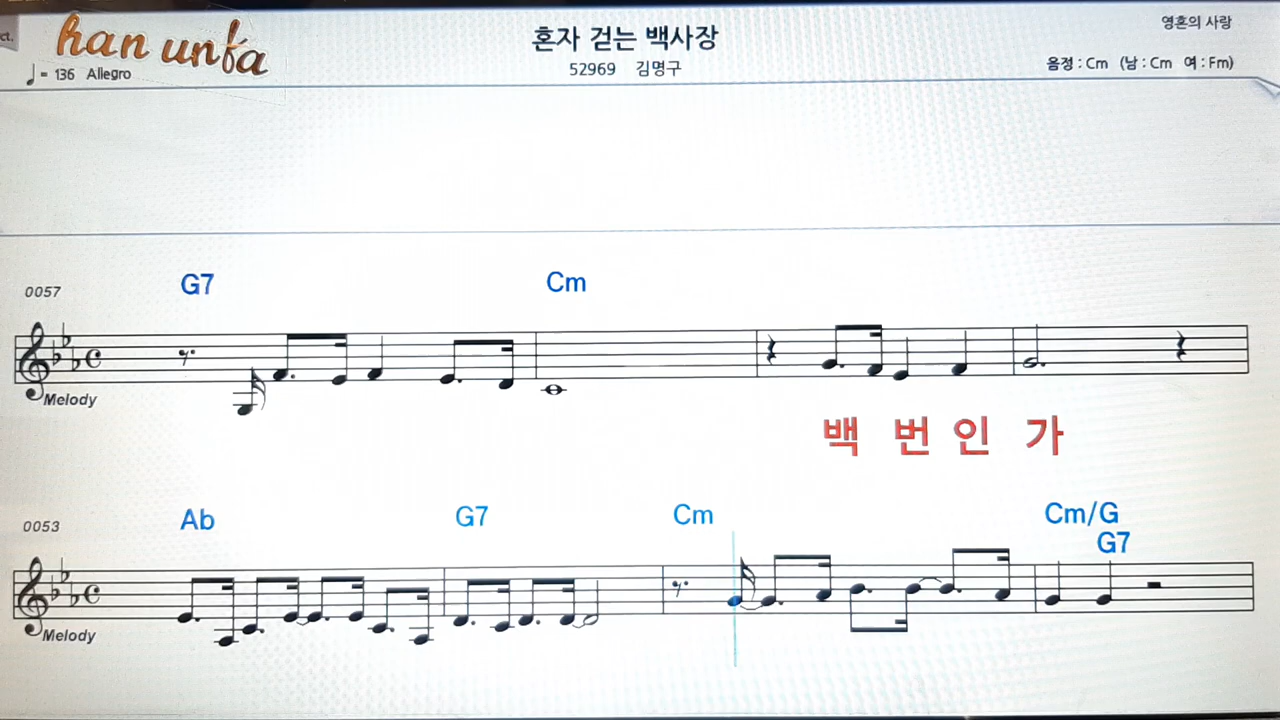 ct.
han unfa
혼자 걷는 백사장
영혼의 사랑
♩ = 136 Allegro
52969 김명구
음정 : Cm (남 : Cm 여 : Fm)
0057
G7 Cm
Melody
백 번 인 가
0053
Ab G7 Cm Cm/G
G7
Melody